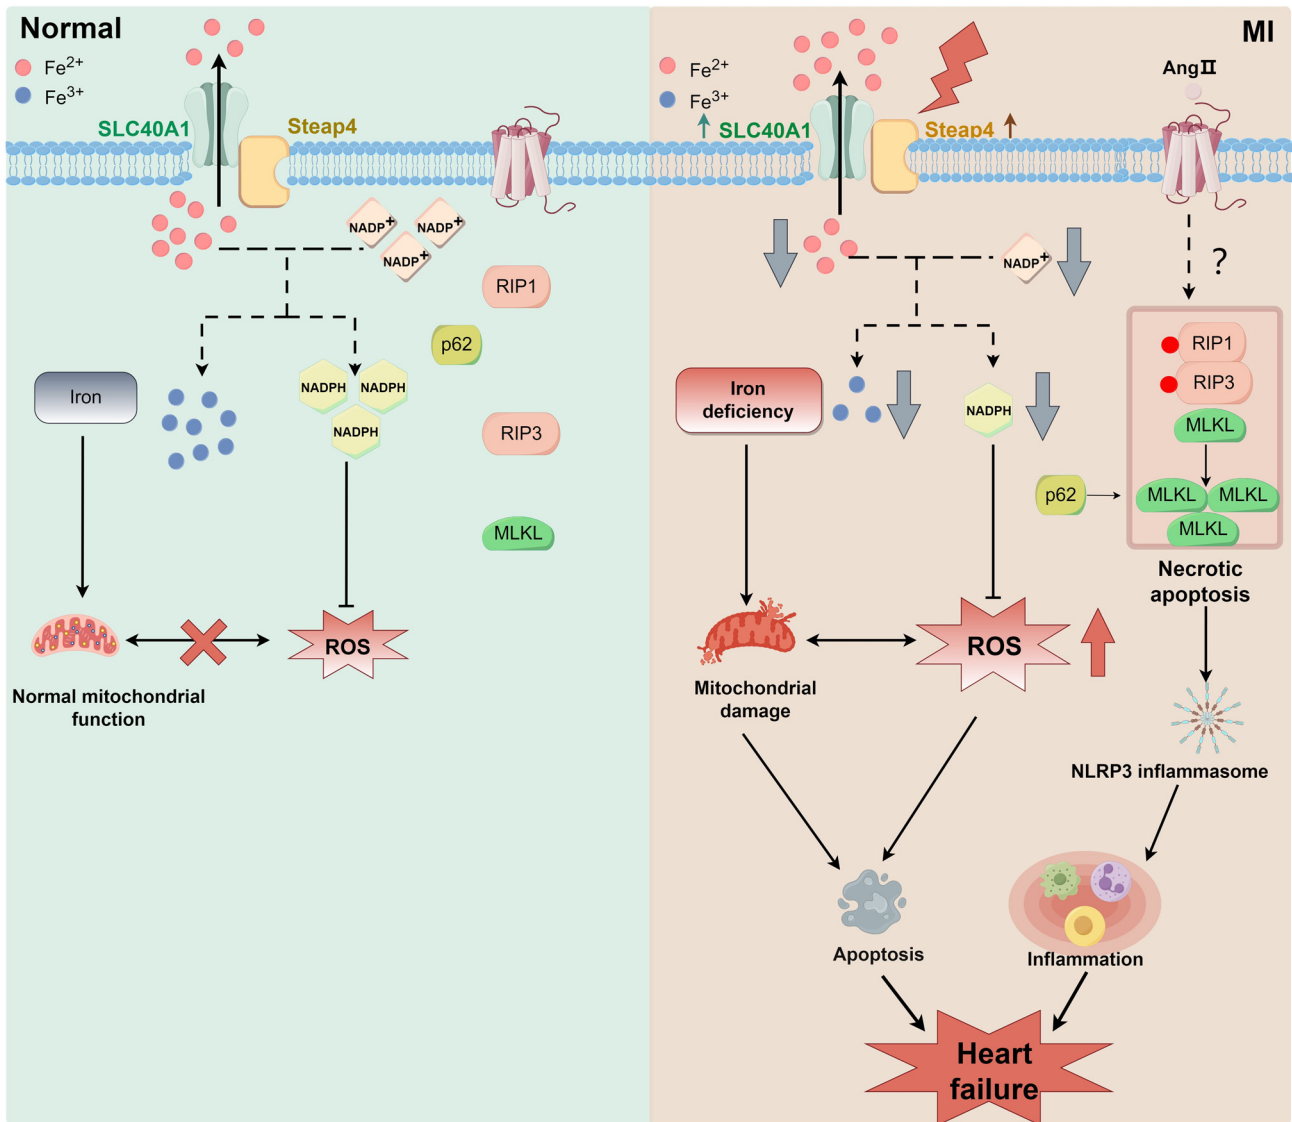 Normal
Fe2+
Fe3+
SLC40A1
Steap4
NADP+
NADP+
NADP+
RIP1
p62
Iron
NADPH
NADPH
NADPH
RIP3
MLKL
ROS
Normal mitochondrial
function
MI
Fe2+
Fe3+
SLC40A1
Steap4
AngⅡ
NADP+
?
Iron
deficiency
NADPH
RIP1
RIP3
MLKL
p62
MLKL
MLKL
MLKL
Necrotic
apoptosis
ROS
Mitochondrial
damage
NLRP3 inflammasome
Apoptosis
Inflammation
Heart
failure